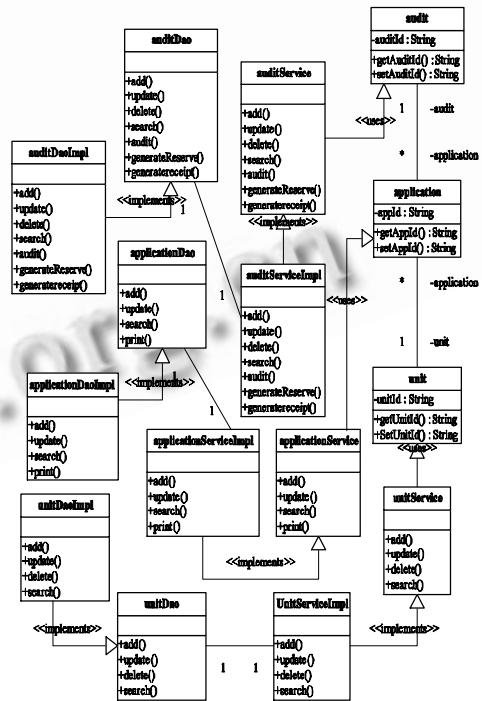 audit
-auditId : String
+getAuditId() : String
+setAuditId() : String
auditDao
+add()
+update()
+delete()
+search()
+audit()
+generateReserve()
+generatereceipt()
auditService
+add()
+update()
+delete()
+search()
+audit()
+generateReserve()
+generatereceipt()
<<uses>>
1
-audit
*
-application
auditDaoImpl
+add()
+update()
+delete()
+search()
+audit()
+generateReserve()
+generatereceipt()
<<implements>>
1
<<implements>>
application
-appId : String
+getAppId() : String
+setAppId() : String
applicationDao
+add()
+update()
+search()
+print()
auditServiceImpl
+add()
+update()
+delete()
+search()
+audit()
+generateReserve()
+generatereceipt()
1
<<uses>>
*
-application
1
-unit
applicationDaoImpl
+add()
+update()
+search()
+print()
<<implements>>
1
1
unit
-unitId : String
+getUnitId() : String
+SetUnitId() : String
<<uses>>
applicationServiceImpl
+add()
+update()
+search()
+print()
applicationService
+add()
+update()
+search()
+print()
<<implements>>
unitDaoImpl
+add()
+update()
+delete()
+search()
<<implements>>
unitService
+add()
+update()
+delete()
+search()
unitDao
+add()
+update()
+delete()
+search()
1
1
UnitServiceImpl
+add()
+update()
+delete()
+search()
<<implements>>